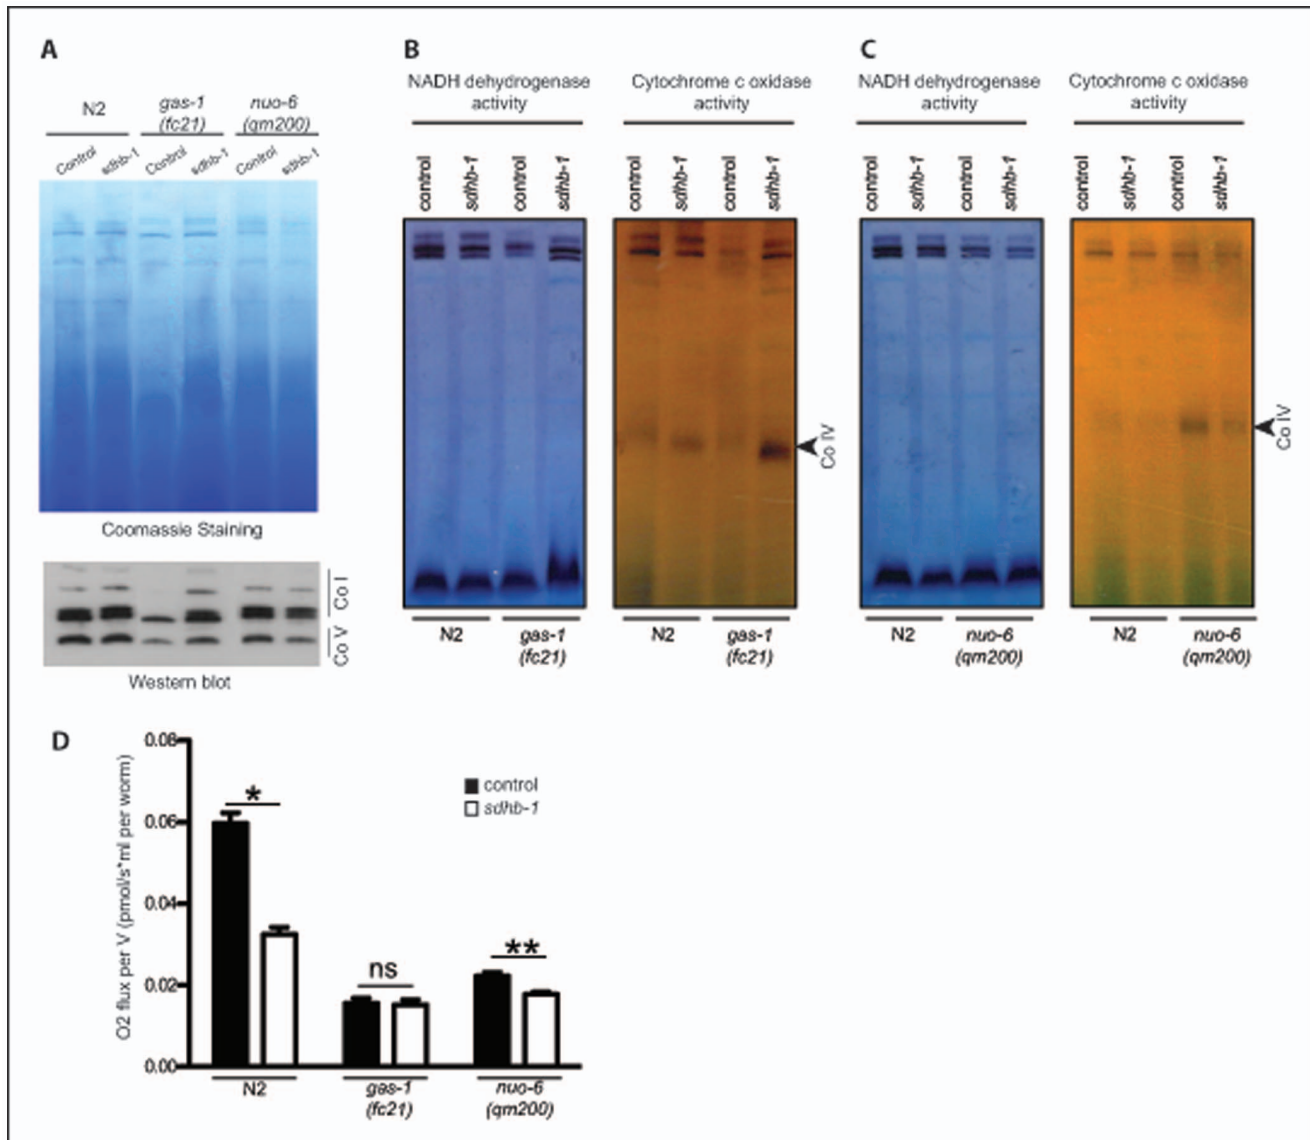 A
N2
gas-1
(fc21)
nuo-6
(qm200)
Control
sdhb-1
Control
sdhb-1
Control
sdhb-1
Coomassie Staining
Co I
Co V
Western blot
B
NADH dehydrogenase
activity
Cytochrome c oxidase
activity
control
sdhb-1
control
sdhb-1
control
sdhb-1
control
sdhb-1
Co IV
N2
gas-1
(fc21)
N2
gas-1
(fc21)
C
NADH dehydrogenase
activity
Cytochrome c oxidase
activity
control
sdhb-1
control
sdhb-1
control
sdhb-1
control
sdhb-1
Co IV
N2
nuo-6
(qm200)
N2
nuo-6
(qm200)
D
O2 flux per V (pmol/s*ml per worm)
0.08
0.06
0.04
0.02
0.00
control
sdhb-1
*
ns
**
N2
gas-1
(fc21)
nuo-6
(qm200)